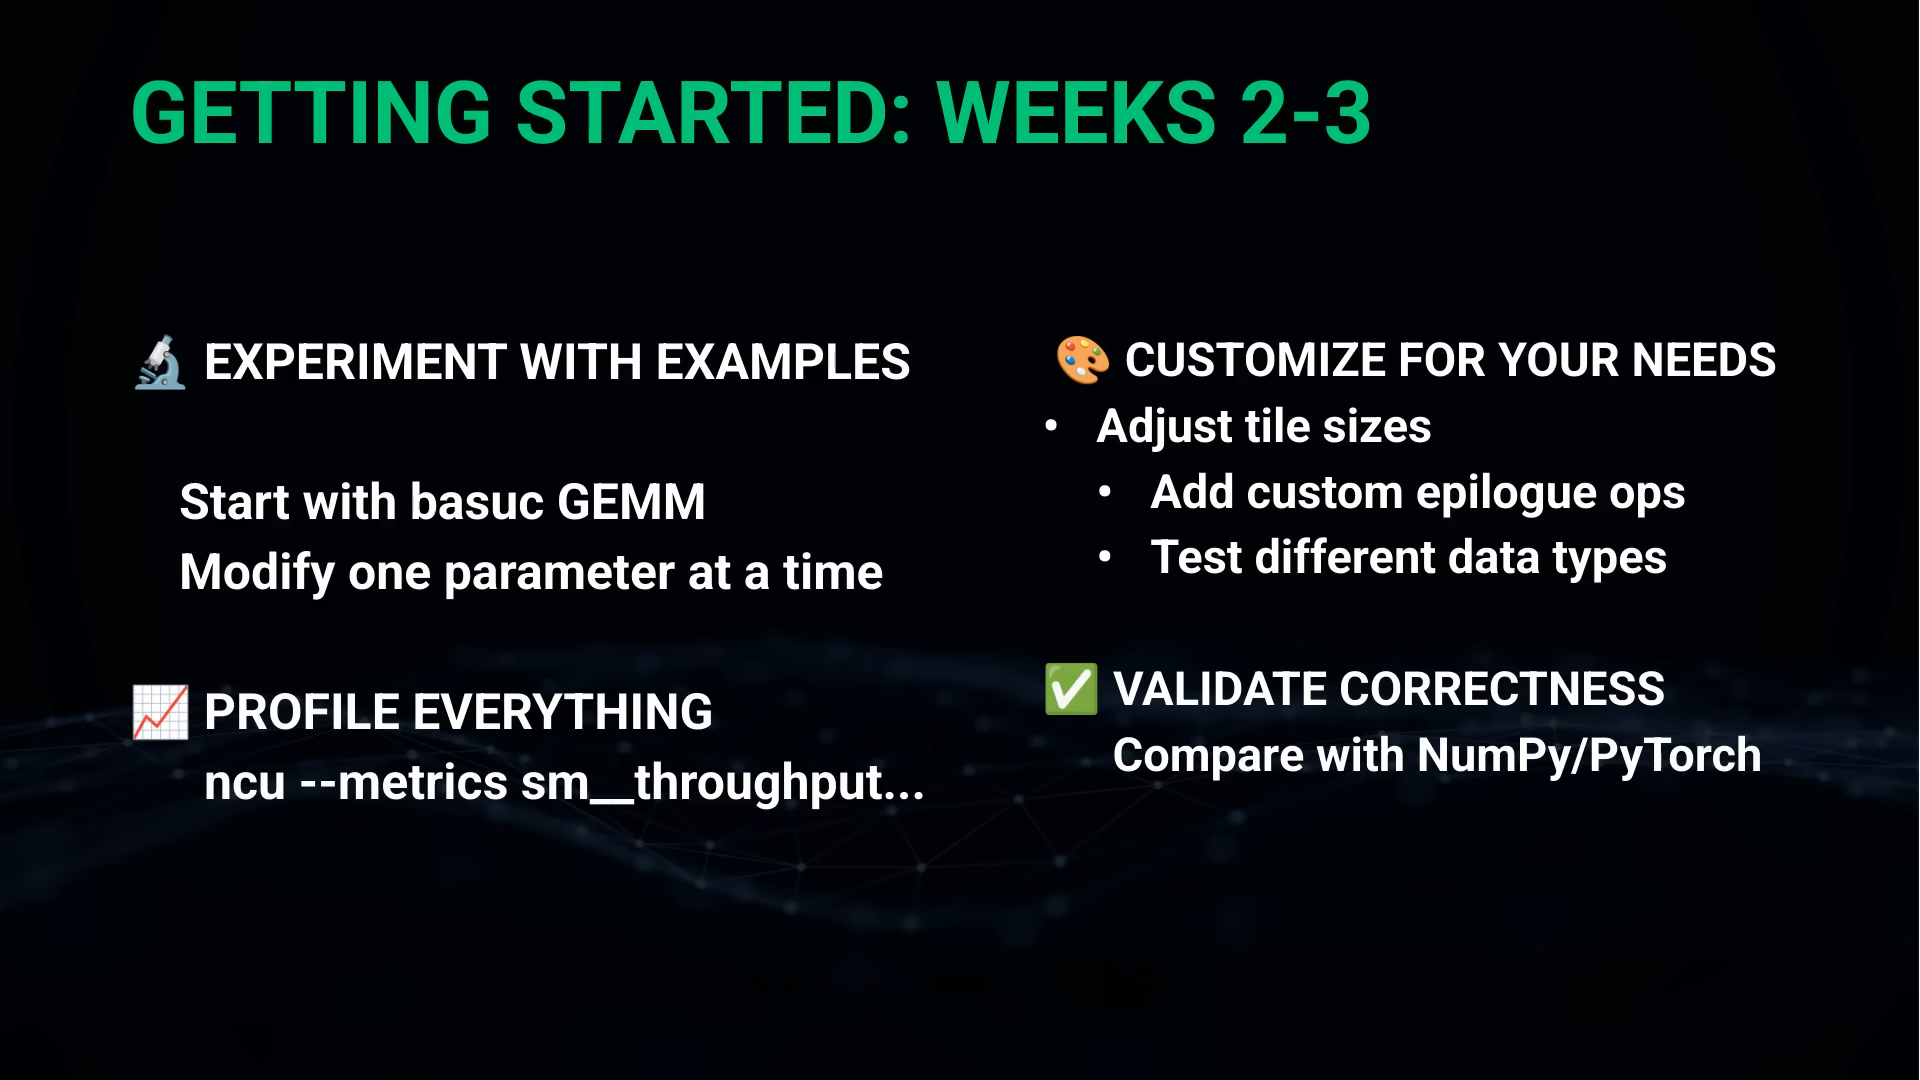 GETTING STARTED: WEEKS 2-3
🔬 EXPERIMENT WITH EXAMPLES
Start with basuc GEMM
Modify one parameter at a time
📈 PROFILE EVERYTHING
ncu --metrics sm__throughput...
🎨 CUSTOMIZE FOR YOUR NEEDS
• Adjust tile sizes
• Add custom epilogue ops
• Test different data types
✅ VALIDATE CORRECTNESS
Compare with NumPy/PyTorch